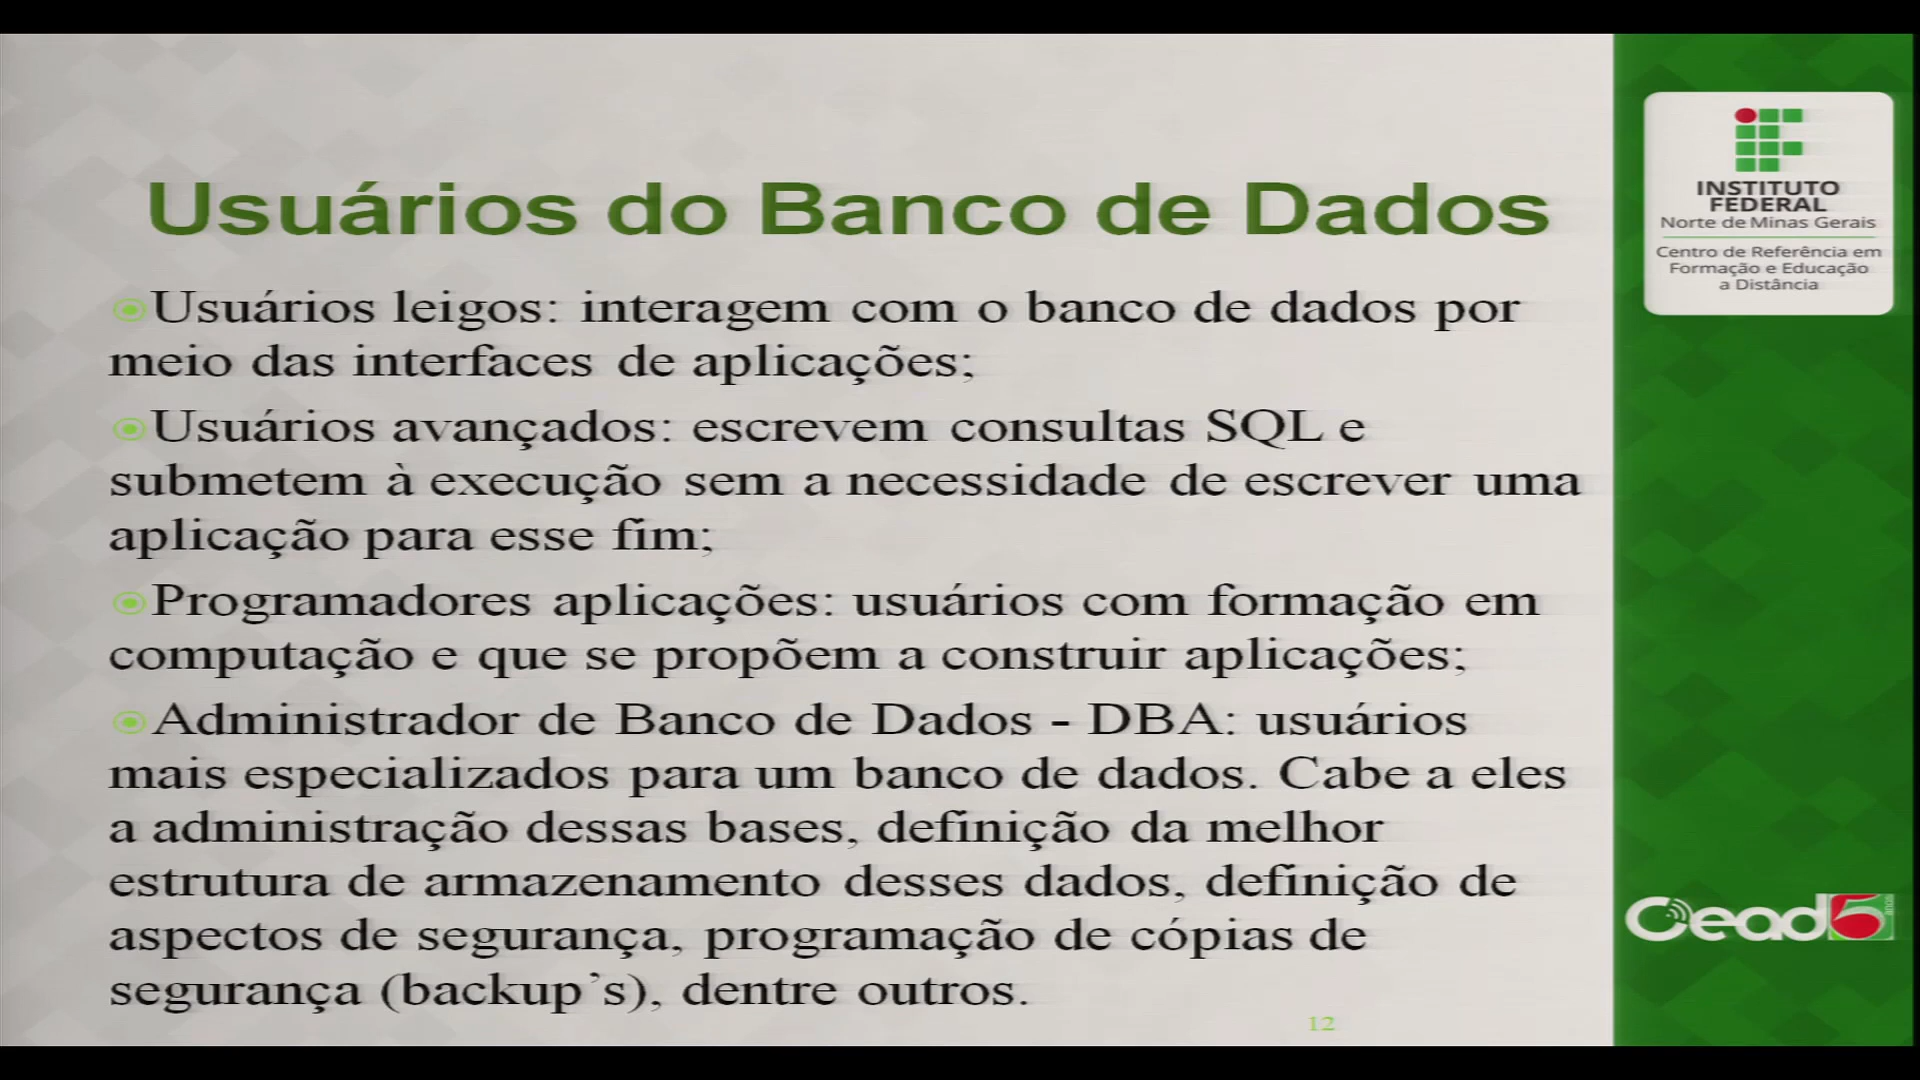 Usuários do Banco de Dados
Usuários leigos: interagem com o banco de dados por
meio das interfaces de aplicações;
Usuários avançados: escrevem consultas SQL e
submetem à execução sem a necessidade de escrever uma
aplicação para esse fim;
Programadores aplicações: usuários com formação em
computação e que se propõem a construir aplicações;
Administrador de Banco de Dados - DBA: usuários
mais especializados para um banco de dados. Cabe a eles
a administração dessas bases, definição da melhor
estrutura de armazenamento desses dados, definição de
aspectos de segurança, programação de cópias de
segurança (backup's), dentre outros.
12
INSTITUTO
FEDERAL
Norte de Minas Gerais
Centro de Referência em
Formação e Educação
a Distância
Cead5